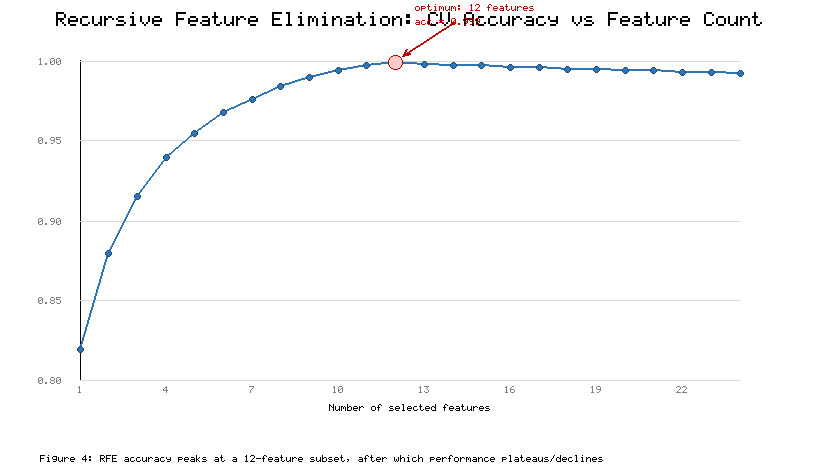 Recursive Feature Elimination: CV Accuracy vs Feature Count
optimum: 12 features
1.00
0.95
0.90
0.85
0.80
1 4 7 10 13 16 19 22
Number of selected features
Figure 4: RFE accuracy peaks at a 12-feature subset, after which performance plateaus/declines